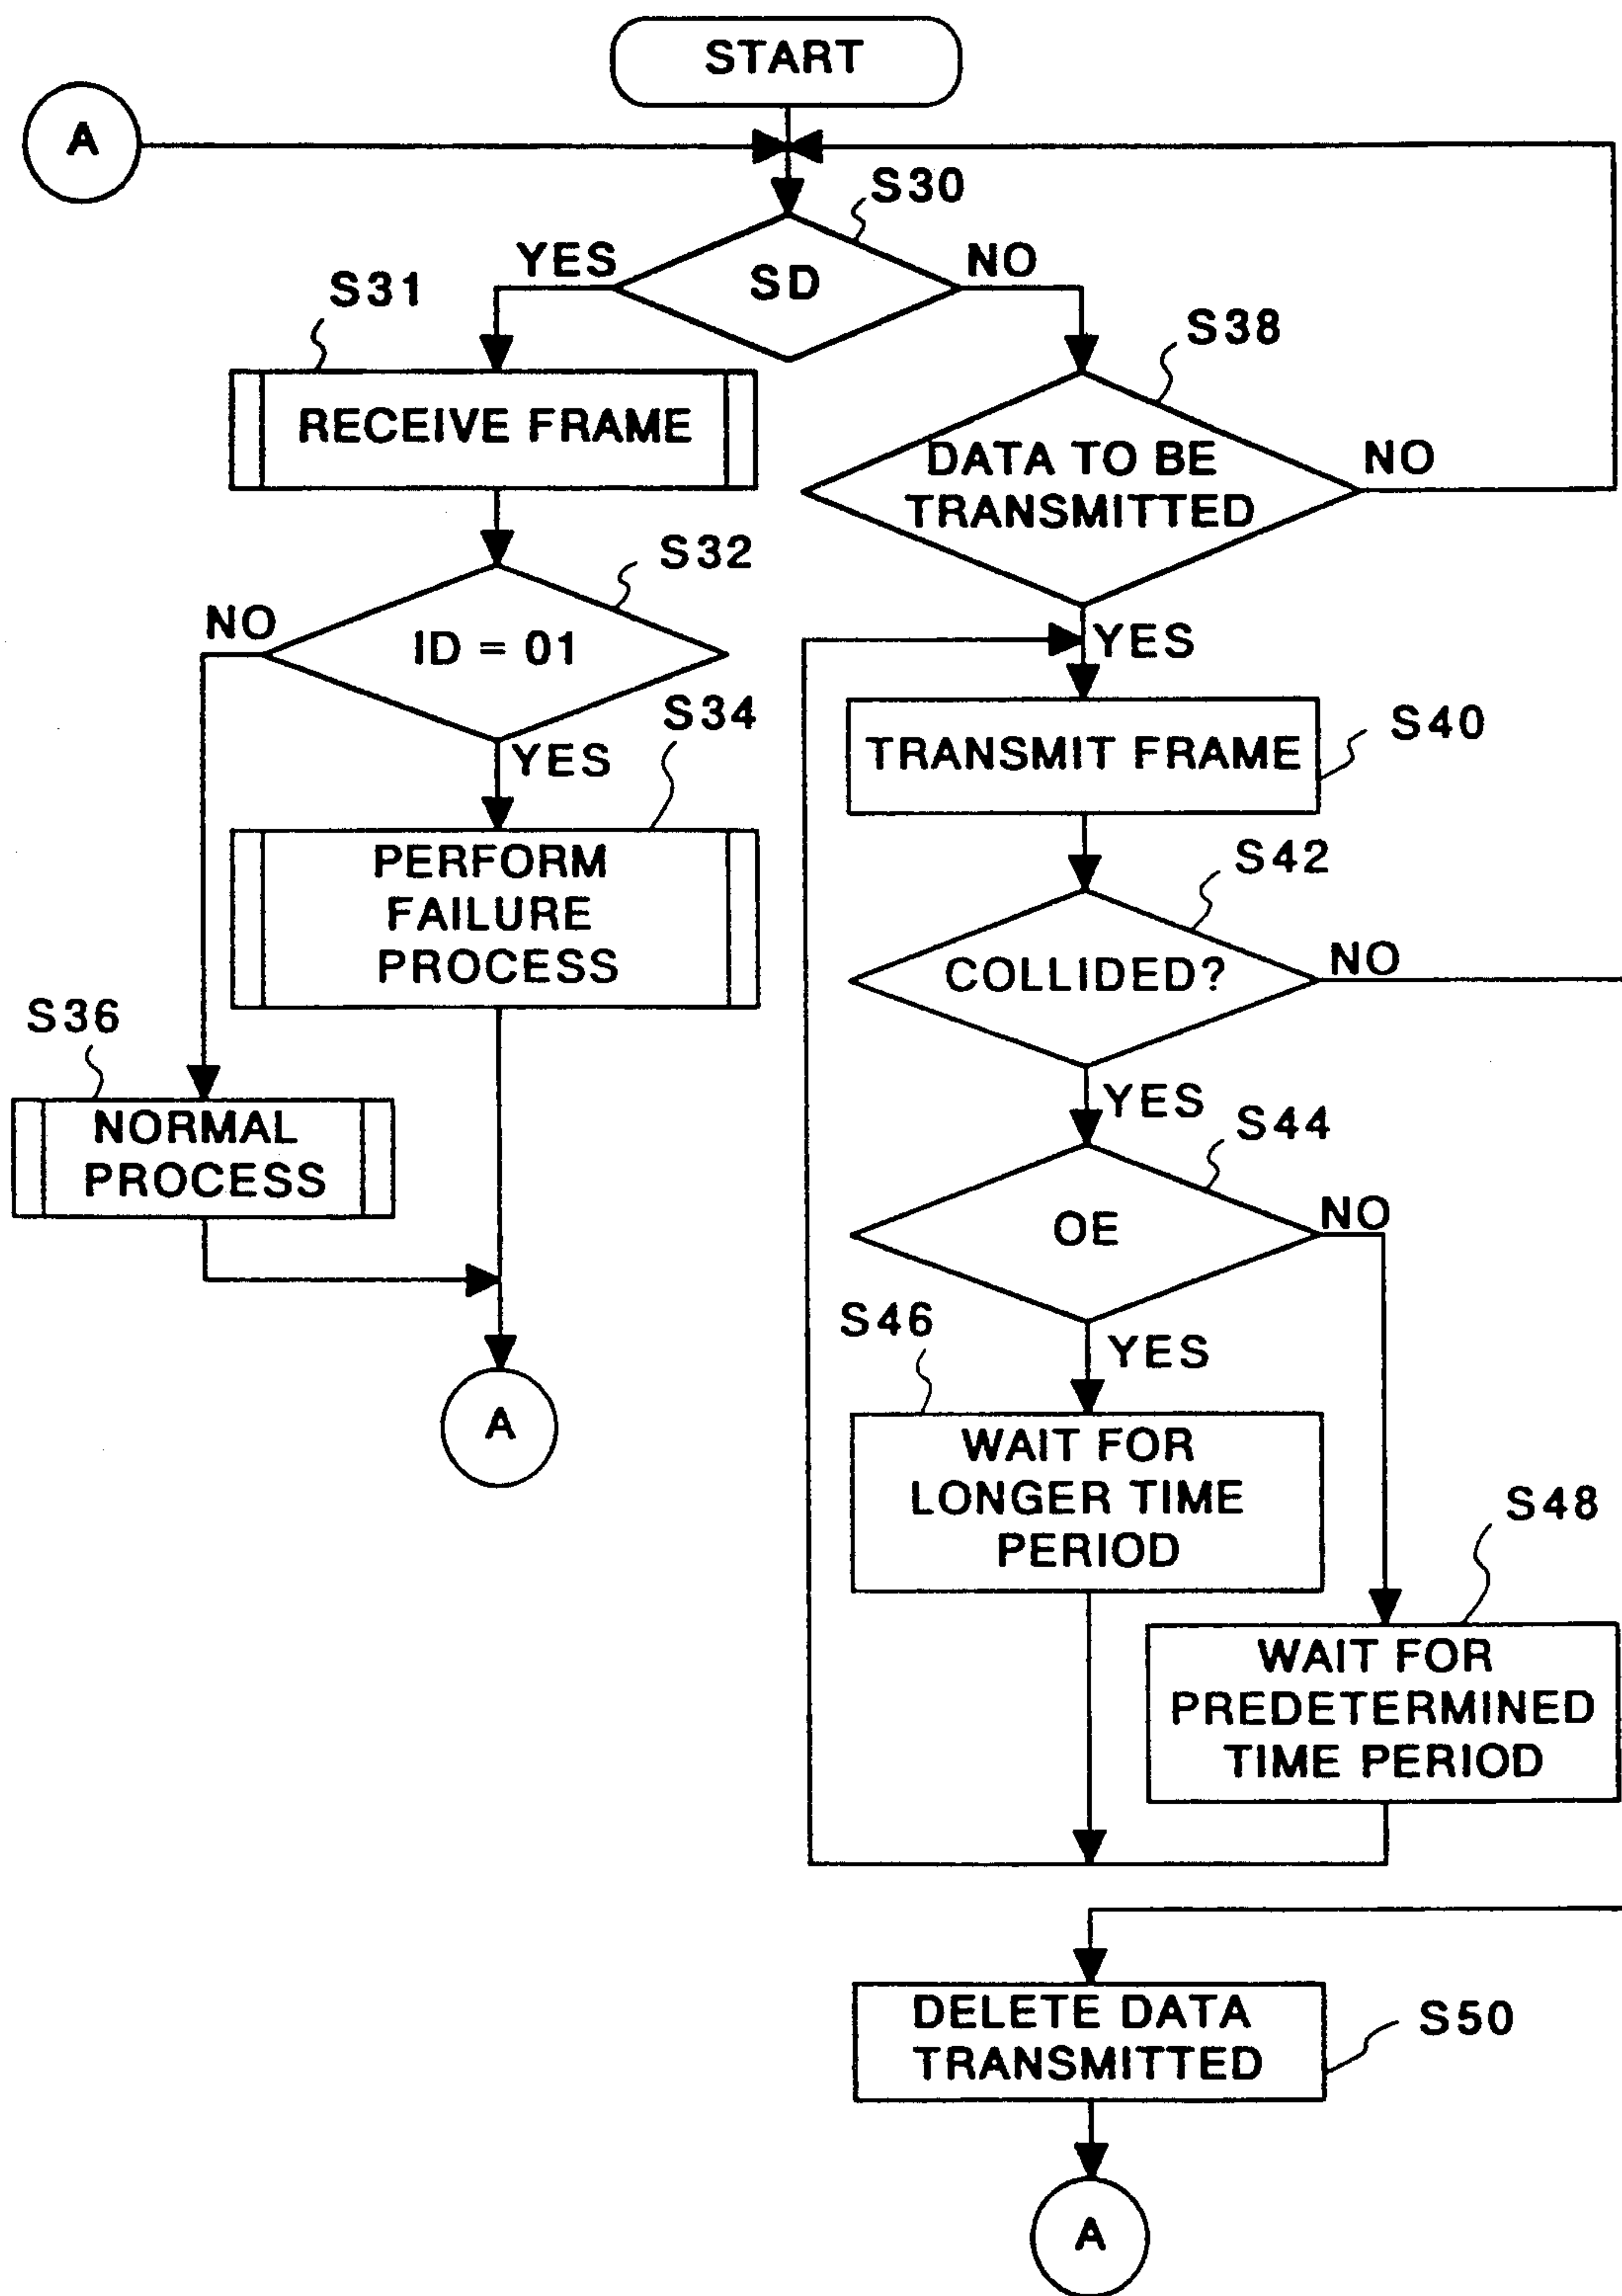 START
A
S30
YES
SD
NO
S31
S38
RECEIVE FRAME
DATA TO BE
TRANSMITTED
NO
S32
NO
ID = 01
YES
S34
YES
TRANSMIT FRAME
S40
PERFORM
FAILURE
PROCESS
S42
COLLIDED?
NO
S36
YES
S44
NORMAL
PROCESS
OE
NO
S46
YES
A
WAIT FOR
LONGER TIME
PERIOD
S48
WAIT FOR
PREDETERMINED
TIME PERIOD
DELETE DATA
TRANSMITTED
S50
A